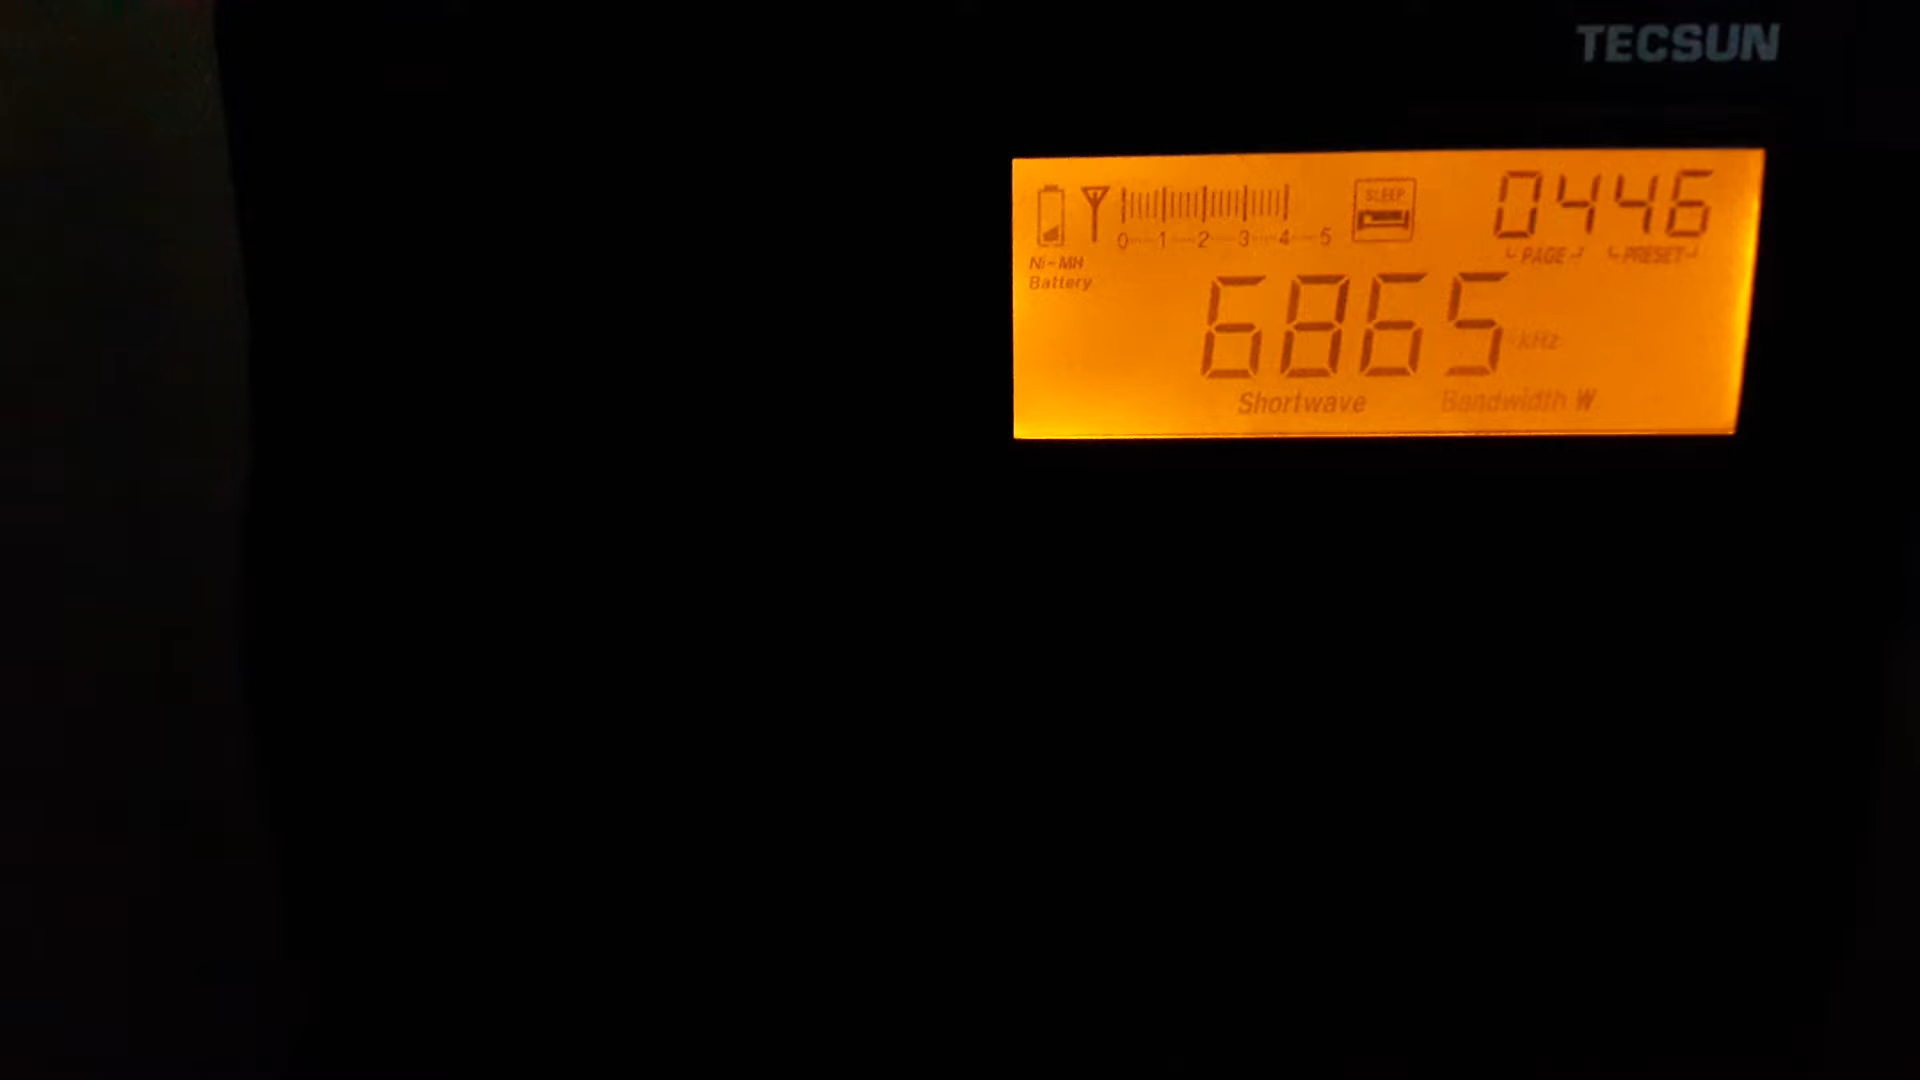 TECSUN
0 1 2 3 4 5
SLEEP
0446
PAGE PRESET
Ni-MH
Battery
6865 kHz
Shortwave Bandwidth W